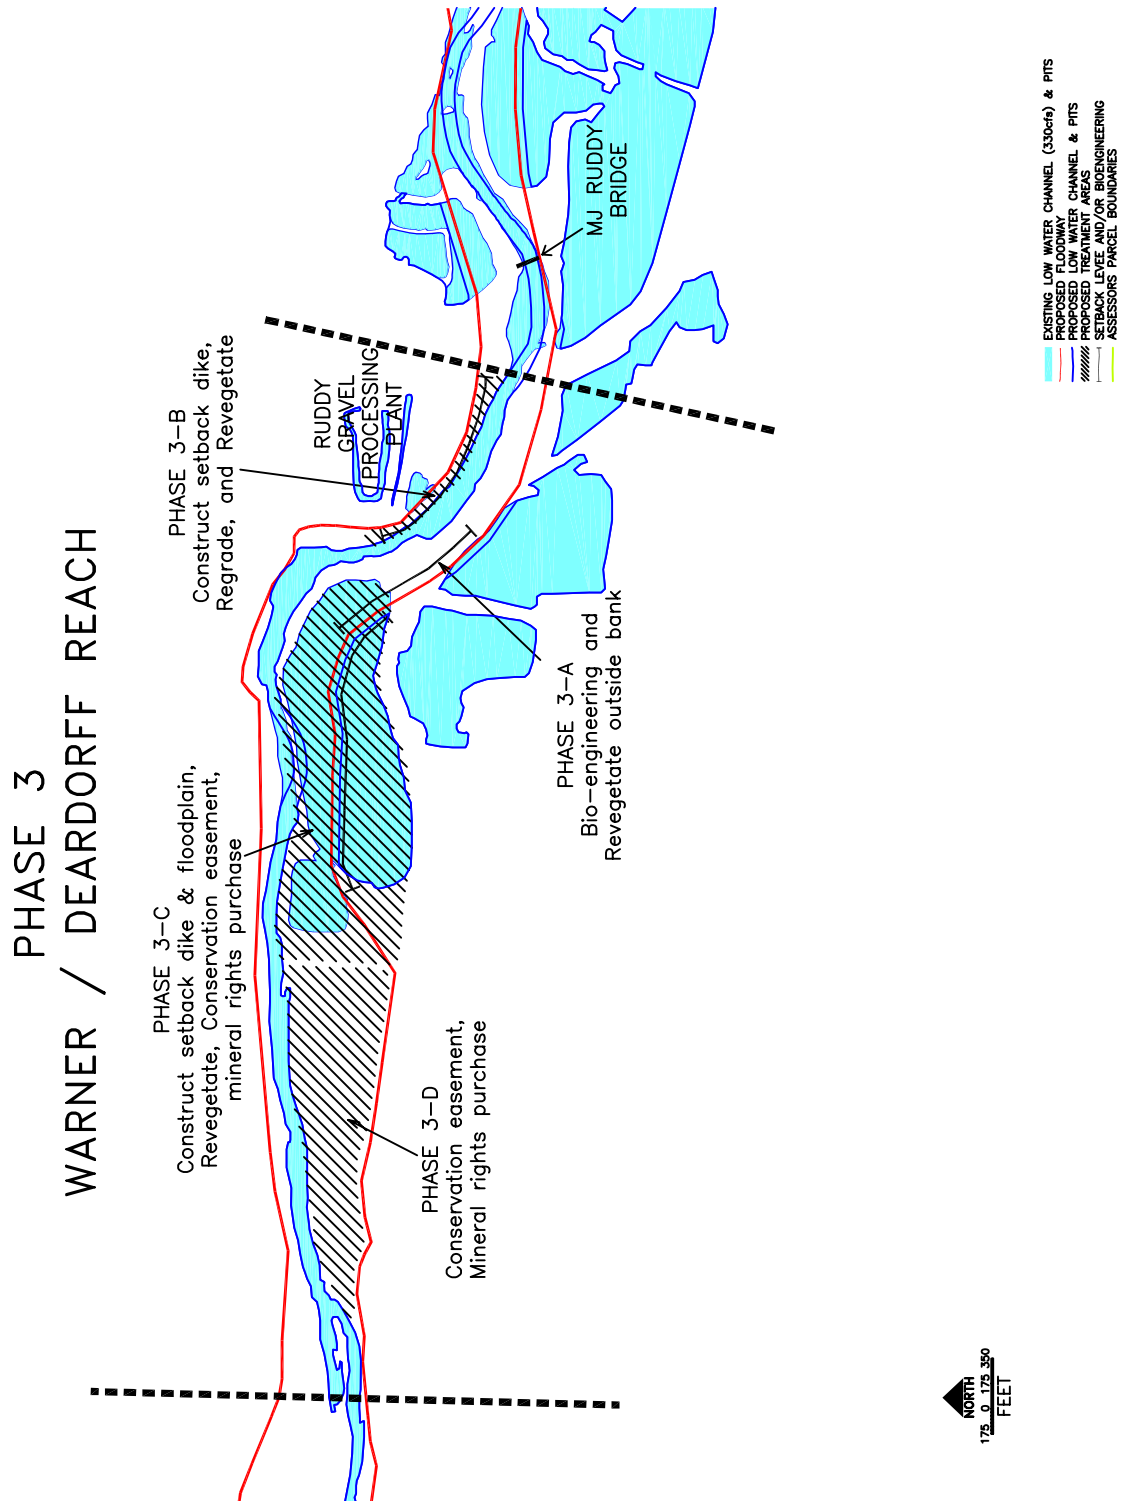 PHASE 3
WARNER / DEARDORFF REACH
PHASE 3-C
Construct setback dike & floodplain,
Revegetate, Conservation easement,
mineral rights purchase
PHASE 3-B
Construct setback dike,
Regrade, and Revegetate
RUDDY
GRAVEL
PROCESSING
PLANT
PHASE 3-D
Conservation easement,
Mineral rights purchase
PHASE 3-A
Bio-engineering and
Revegetate outside bank
MJ RUDDY
BRIDGE
NORTH
175 0 175 350
FEET
EXISTING LOW WATER CHANNEL (330cfs) & PITS
PROPOSED FLOODWAY
PROPOSED LOW WATER CHANNEL & PITS
PROPOSED TREATMENT AREAS
SETBACK LEVEE AND/OR BIOENGINEERING
ASSESSORS PARCEL BOUNDARIES